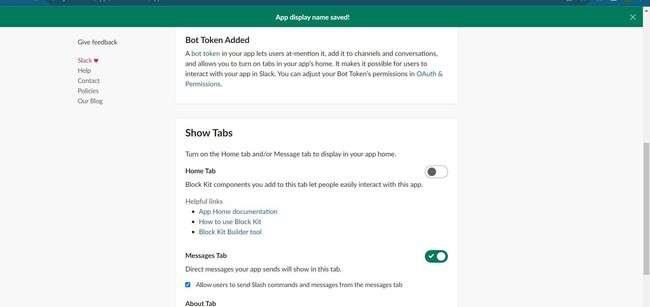 App display name saved!
Give feedback
Slack
Help
Contact
Policies
Our Blog
Bot Token Added
A bot token in your app lets users at-mention it, add it to channels and conversations,
and allows you to turn on tabs in your app's home. It makes it possible for users to
interact with your app in Slack. You can adjust your Bot Token's permissions in OAuth &
Permissions.
Show Tabs
Turn on the Home tab and/or Message tab to display in your app home.
Home Tab
Block Kit components you add to this tab let people easily interact with this app.
Helpful links
App Home documentation
How to use Block Kit
Block Kit Builder tool
Messages Tab
Direct messages your app sends will show in this tab.
Allow users to send Slash commands and messages from the messages tab
About Tab